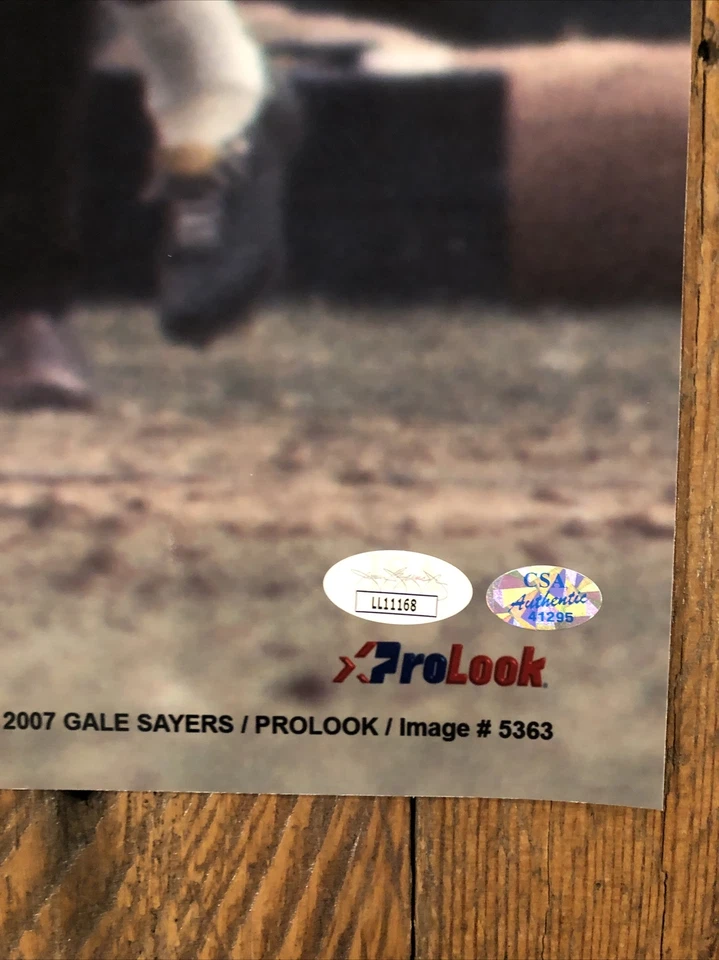 LL11168
CSA
Authentic
41295
ProLook
2007 GALE SAYERS / PROLOOK / Image # 5363